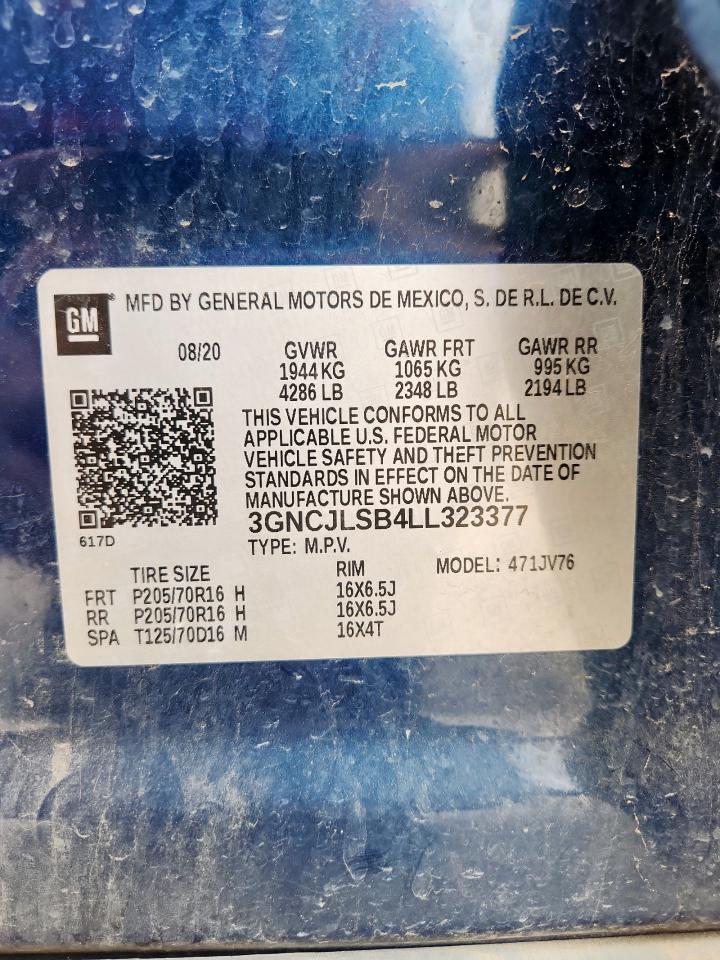 GM MFD BY GENERAL MOTORS DE MEXICO, S. DE R.L. DE C.V.
08/20 GVWR GAWR FRT GAWR RR
1944 KG 1065 KG 995 KG
4286 LB 2348 LB 2194 LB
THIS VEHICLE CONFORMS TO ALL
APPLICABLE U.S. FEDERAL MOTOR
VEHICLE SAFETY AND THEFT PREVENTION
STANDARDS IN EFFECT ON THE DATE OF
MANUFACTURE SHOWN ABOVE.
3GNCJLSB4LL323377
617D
TYPE: M.P.V. MODEL: 471JV76
TIRE SIZE RIM
FRT P205/70R16 H 16X6.5J
RR P205/70R16 H 16X6.5J
SPA T125/70D16 M 16X4T